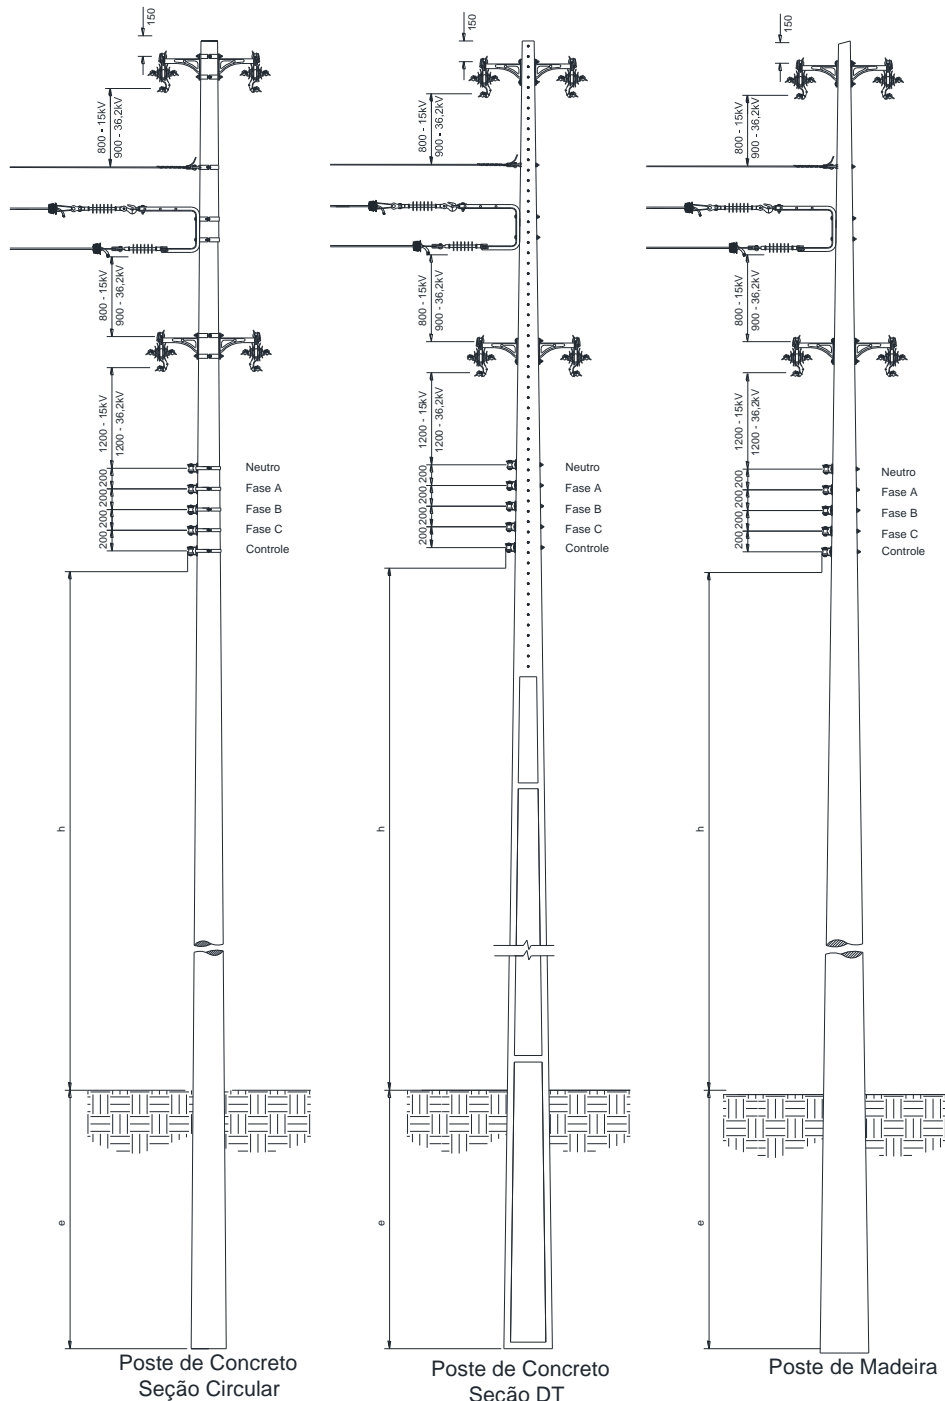 150
800 - 15kV
900 - 36,2kV
800 - 15kV
900 - 36,2kV
1200 - 15kV
1200 - 36,2kV
200
200
200
200
Neutro
Fase A
Fase B
Fase C
Controle
h
e
Poste de Concreto
Seção Circular
150
800 - 15kV
900 - 36,2kV
800 - 15kV
900 - 36,2kV
1200 - 15kV
1200 - 36,2kV
200
200
200
200
Neutro
Fase A
Fase B
Fase C
Controle
h
e
Poste de Concreto
Seção DT
150
800 - 15kV
900 - 36,2kV
800 - 15kV
900 - 36,2kV
1200 - 15kV
1200 - 36,2kV
200
200
200
200
Neutro
Fase A
Fase B
Fase C
Controle
h
e
Poste de Madeira